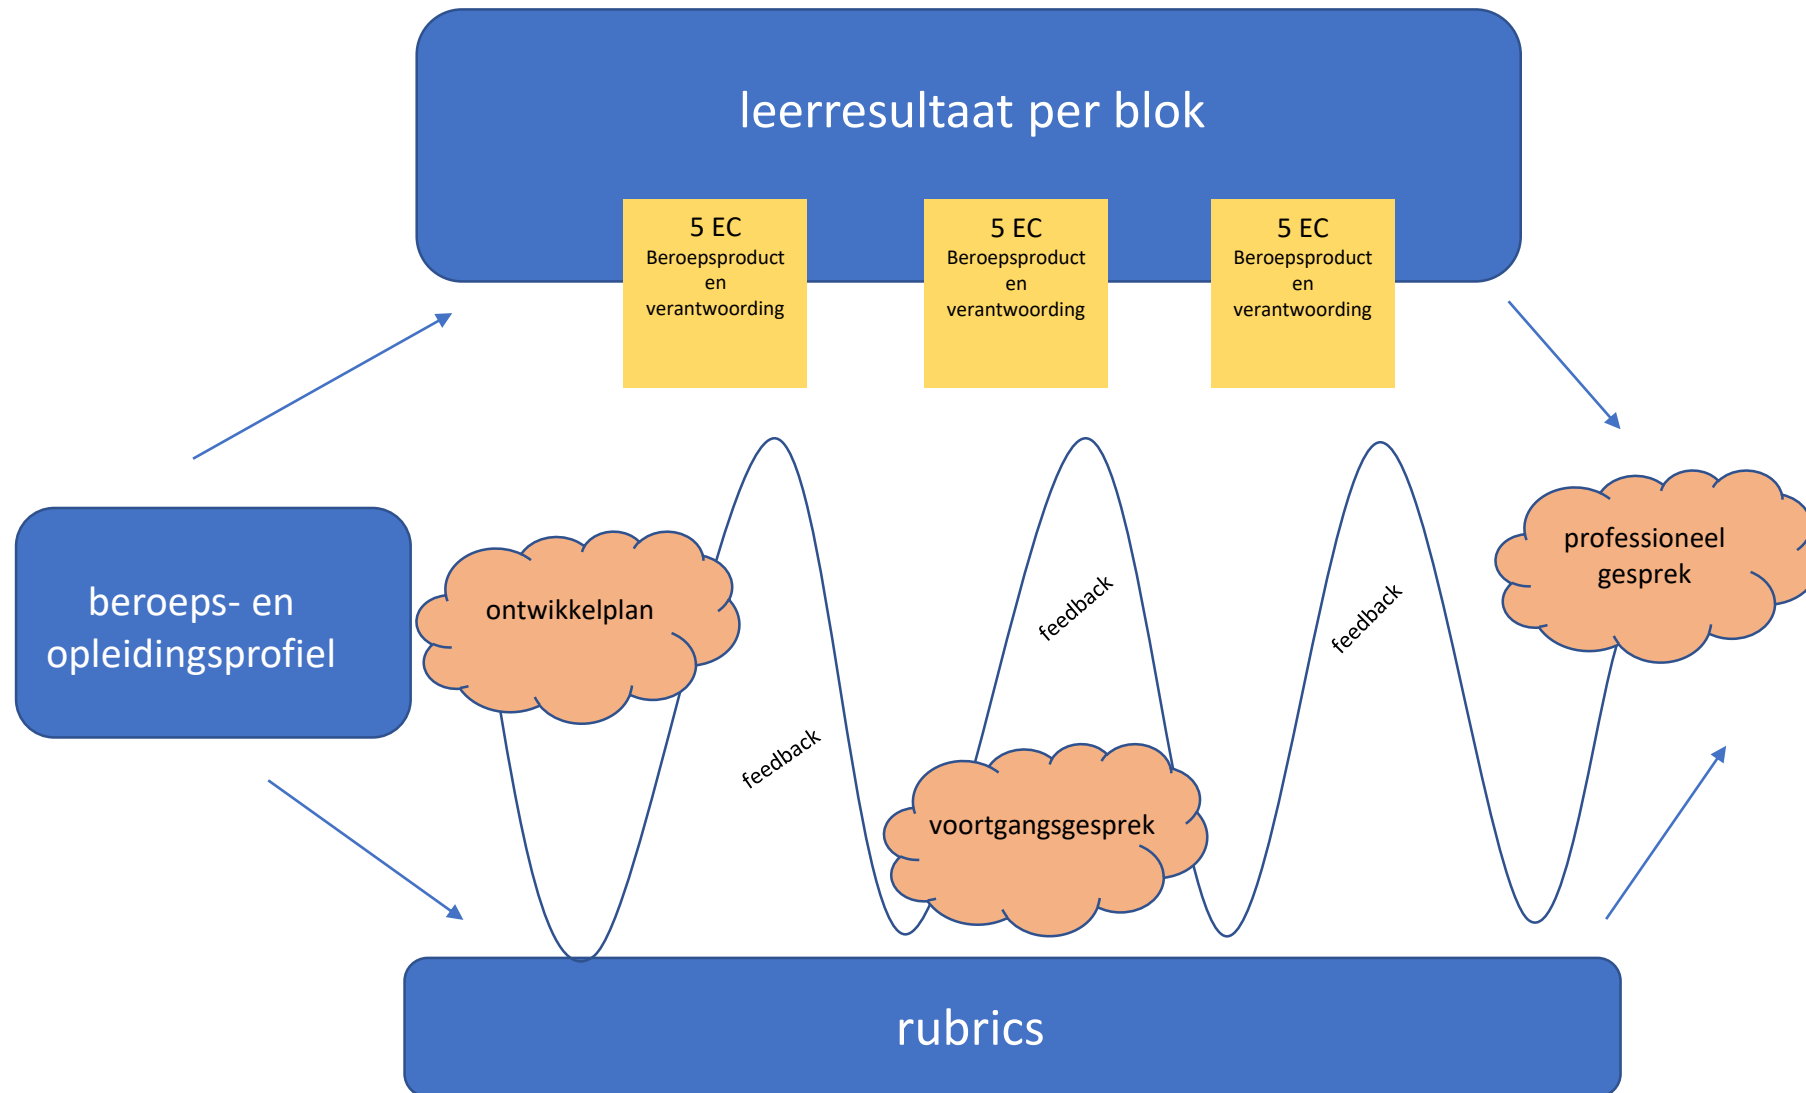 leerresultaat per blok
5 EC
Beroepsproduct
en
verantwoording
5 EC
Beroepsproduct
en
verantwoording
5 EC
Beroepsproduct
en
verantwoording
beroeps- en
opleidingsprofiel
ontwikkelplan
feedback
voortgangsgesprek
feedback
feedback
professioneel
gesprek
rubrics